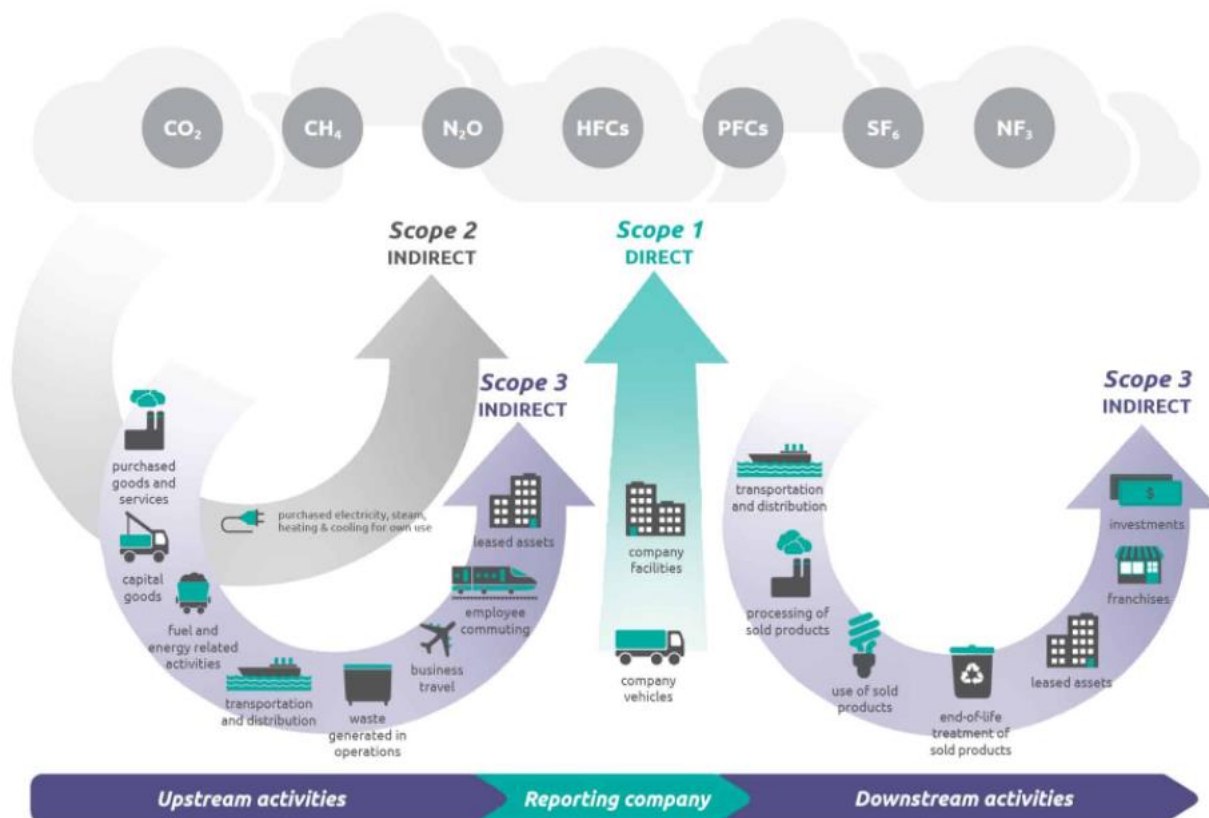 CO₂
CH₄
N₂O
HFCs
PFCs
SF₆
NF₃
Scope 2
INDIRECT
Scope 1
DIRECT
Scope 3
INDIRECT
Scope 3
INDIRECT
purchased
goods and
services
capital
goods
fuel and
energy related
activities
transportation
and distribution
waste
generated in
operations
business
travel
employee
commuting
leased assets
purchased electricity, steam,
heating & cooling for own use
company
facilities
company
vehicles
transportation
and distribution
processing of
sold products
use of sold
products
end-of-life
treatment of
sold products
leased assets
franchises
$
investments
Upstream activities
Reporting company
Downstream activities